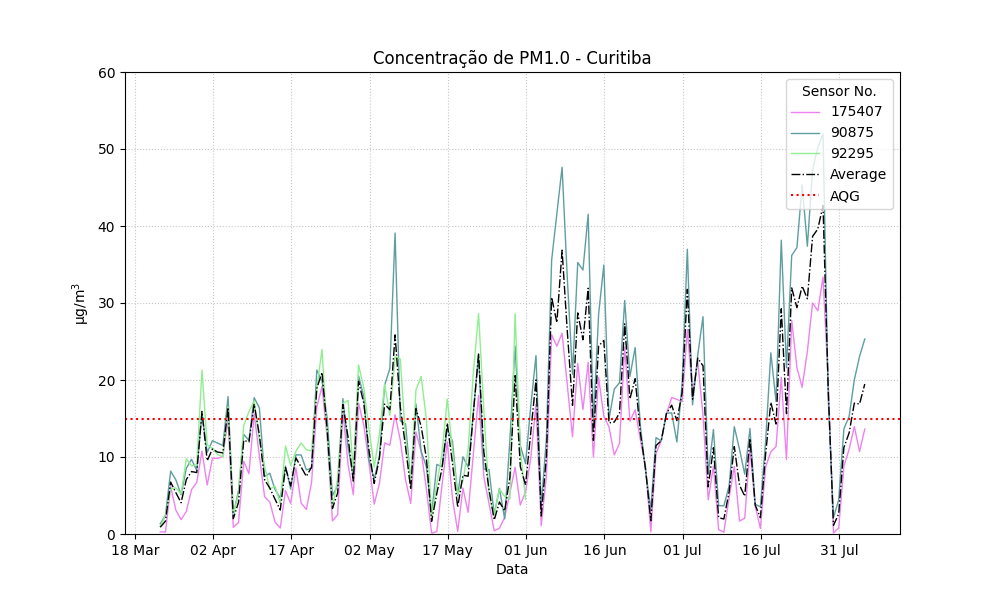 Concentração de PM1.0 - Curitiba
Sensor No.
175407
90875
92295
Average
AQG
60
50
40
30
20
10
0
µg/m³
18 Mar
02 Apr
17 Apr
02 May
17 May
01 Jun
16 Jun
01 Jul
16 Jul
31 Jul
Data